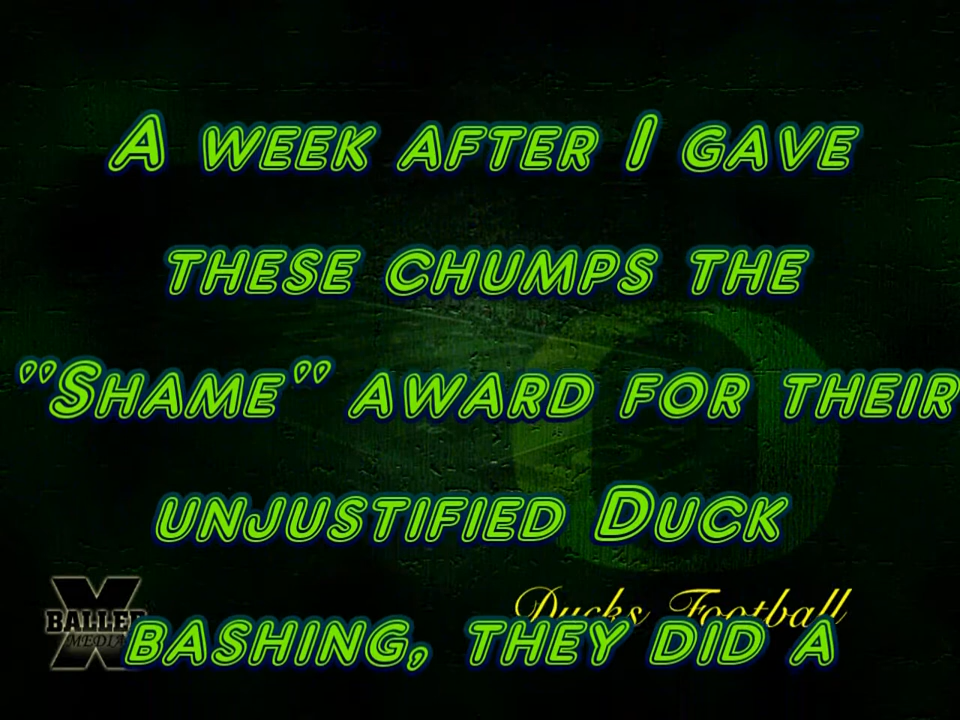 A WEEK AFTER I GAVE
THESE CHUMPS THE
"SHAME" AWARD FOR THEIR
UNJUSTIFIED DUCK
Ducks Football
BALLER
MEDIA
X
BASHING, THEY DID A